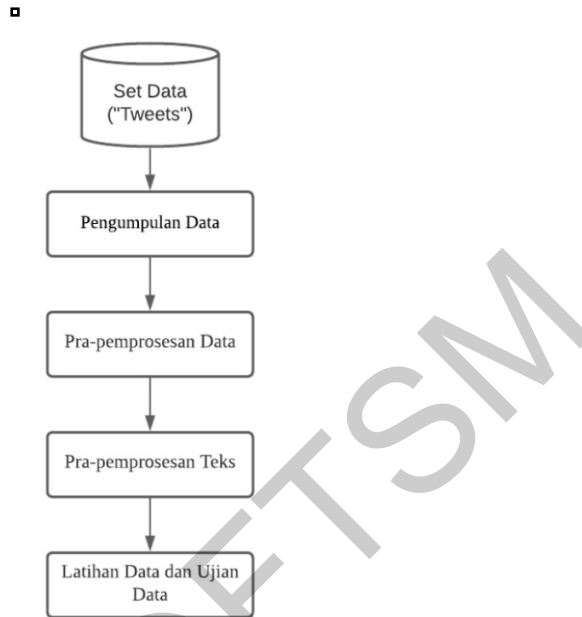 Set Data
("Tweets")
Pengumpulan Data
Pra-pemprosesan Data
Pra-pemprosesan Teks
Latihan Data dan Ujian
Data
ETSM